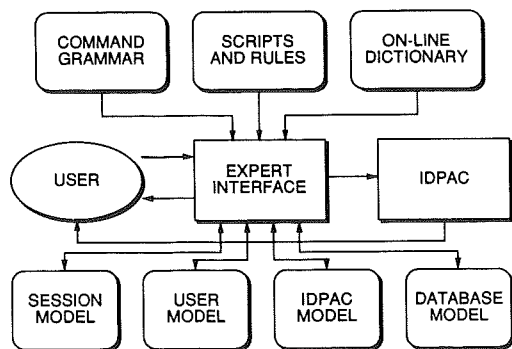 COMMAND
GRAMMAR
SCRIPTS
AND RULES
ON-LINE
DICTIONARY
USER
EXPERT
INTERFACE
IDPAC
SESSION
MODEL
USER
MODEL
IDPAC
MODEL
DATABASE
MODEL